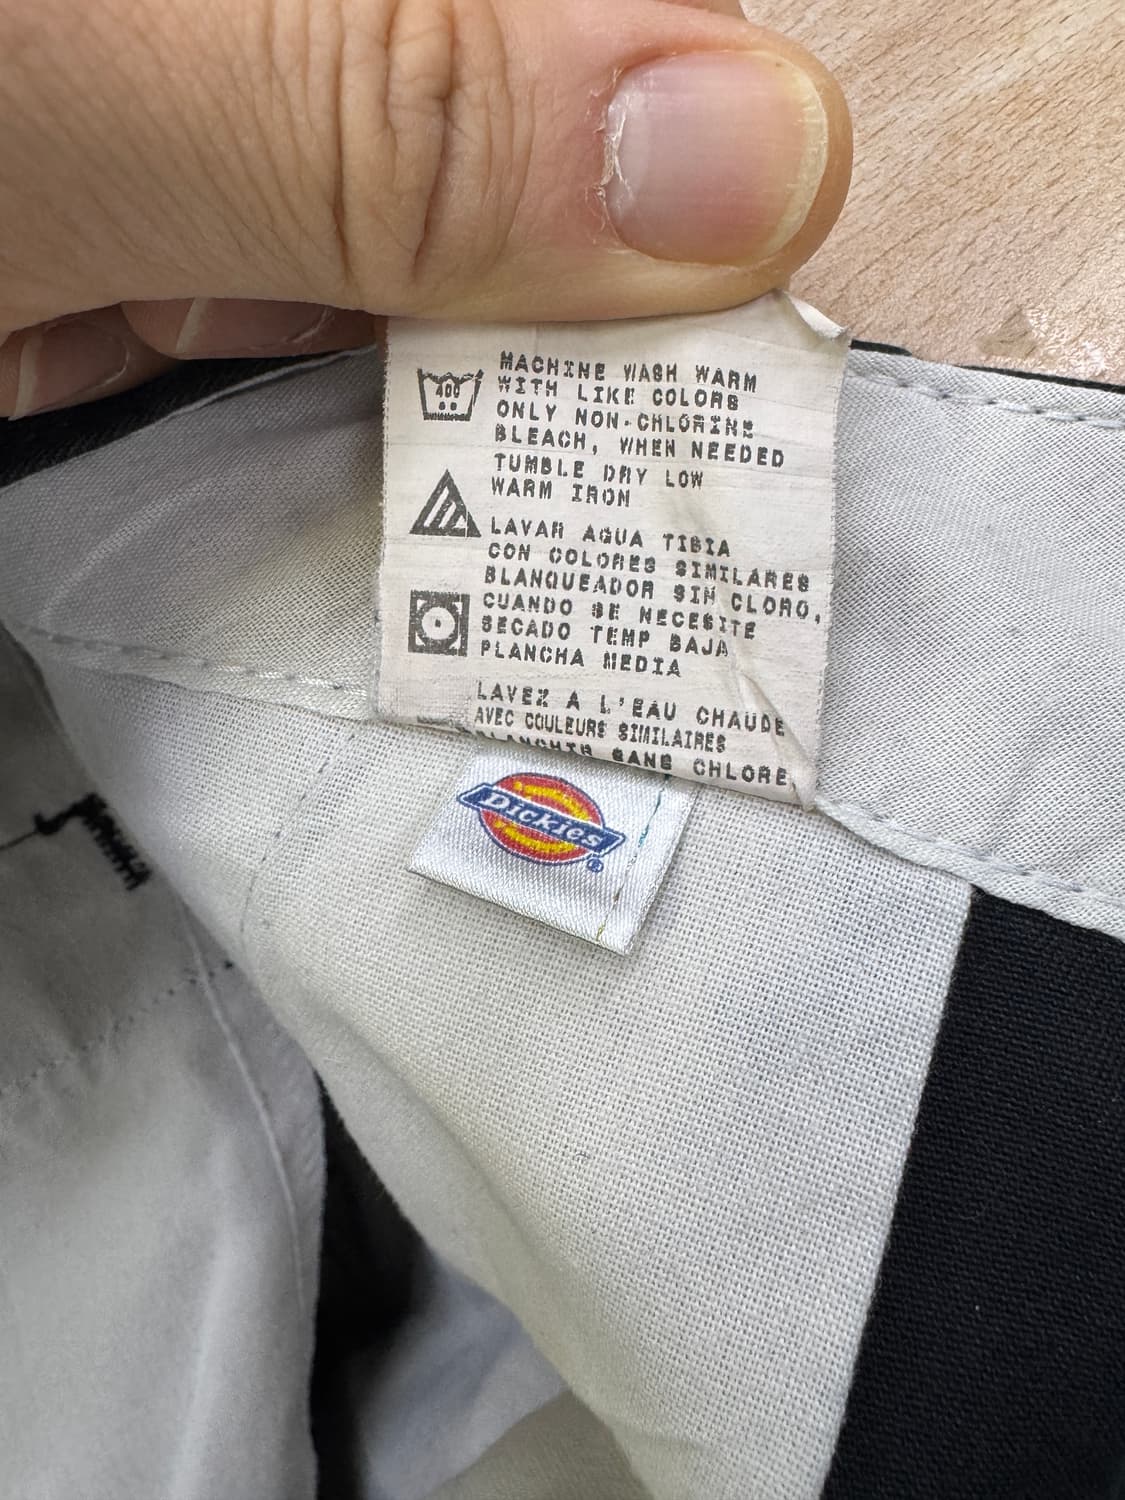 MACHINE WASH WARM
WITH LIKE COLORS
ONLY NON-CHLORINE
BLEACH, WHEN NEEDED
TUMBLE DRY LOW
WARM IRON
LAVAR AGUA TIBIA
CON COLORES SIMILARES
BLANQUEADOR SIN CLORO,
CUANDO SE NECESITE
SECADO TEMP BAJA
PLANCHA MEDIA
LAVEZ A L'EAU CHAUDE
AVEC COULEURS SIMILAIRES
BLANCHIR SANS CHLORE
Dickies®